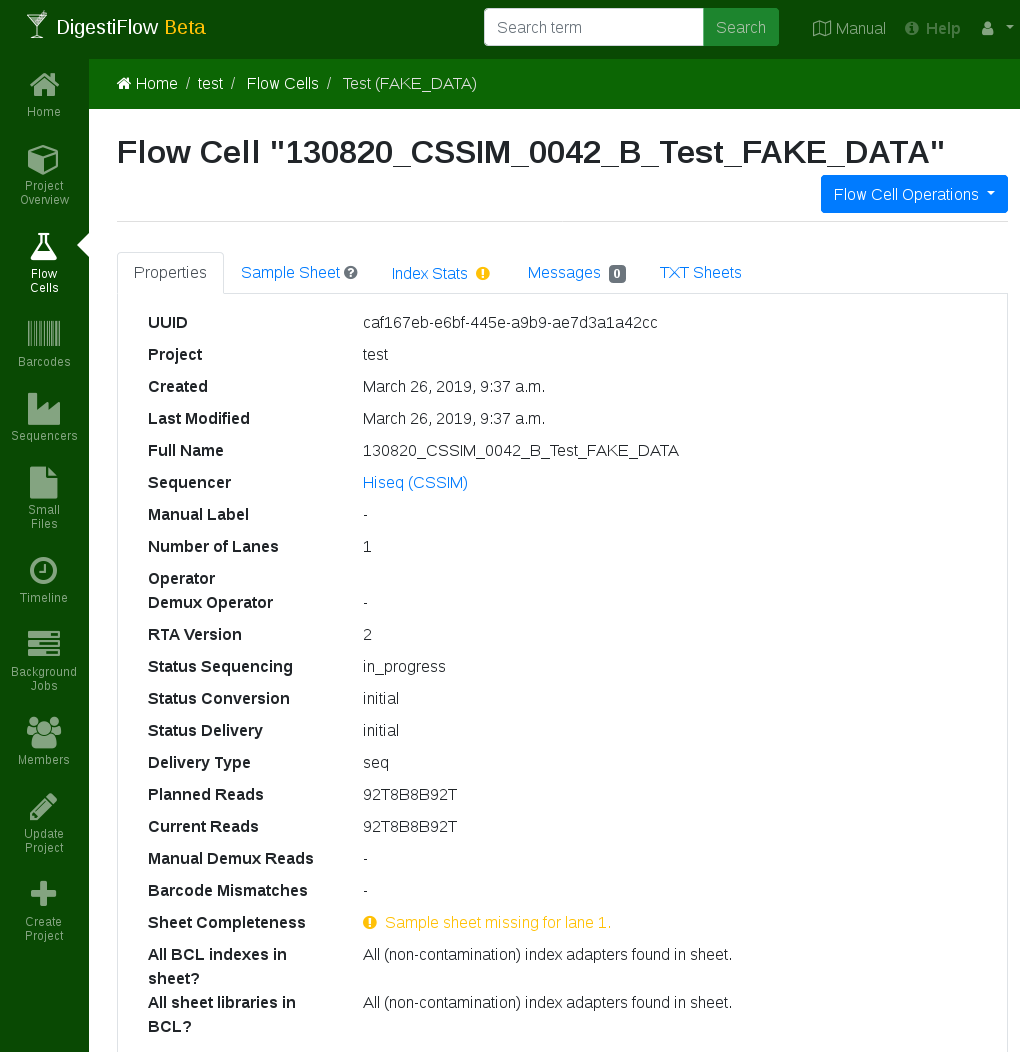 DigestiFlow Beta
Search term
Search
Manual
Help
Home / test / Flow Cells / Test (FAKE_DATA)
Home
Project
Overview
Flow
Cells
Barcodes
Sequencers
Small
Files
Timeline
Background
Jobs
Members
Update
Project
Create
Project
Flow Cell "130820_CSSIM_0042_B_Test_FAKE_DATA"
Flow Cell Operations
Properties
Sample Sheet
Index Stats
Messages 0
TXT Sheets
UUID caf167eb-e6bf-445e-a9b9-ae7d3a1a42cc
Project test
Created March 26, 2019, 9:37 a.m.
Last Modified March 26, 2019, 9:37 a.m.
Full Name 130820_CSSIM_0042_B_Test_FAKE_DATA
Sequencer Hiseq (CSSIM)
Manual Label -
Number of Lanes 1
Operator
Demux Operator -
RTA Version 2
Status Sequencing in_progress
Status Conversion initial
Status Delivery initial
Delivery Type seq
Planned Reads 92T8B8B92T
Current Reads 92T8B8B92T
Manual Demux Reads -
Barcode Mismatches -
Sheet Completeness Sample sheet missing for lane 1.
All BCL indexes in All (non-contamination) index adapters found in sheet.
sheet?
All sheet libraries in All (non-contamination) index adapters found in sheet.
BCL?